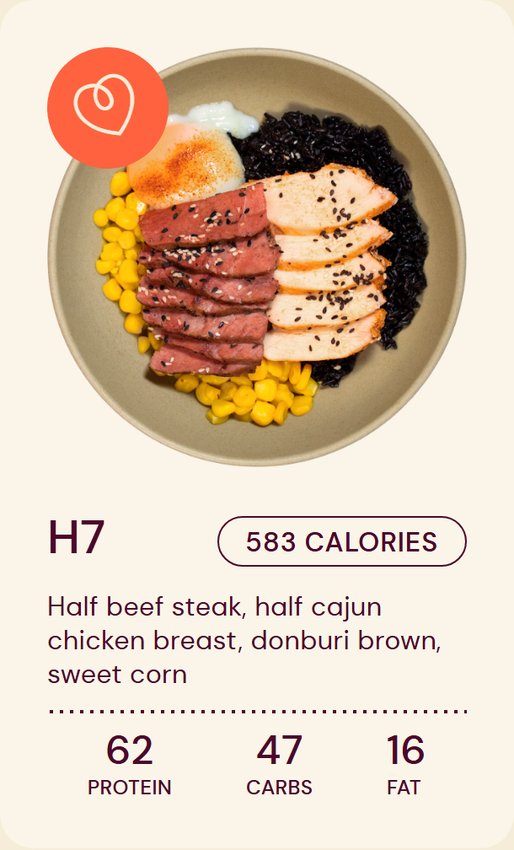 H7
583 CALORIES
Half beef steak, half cajun
chicken breast, donburi brown,
sweet corn
62 47 16
PROTEIN CARBS FAT